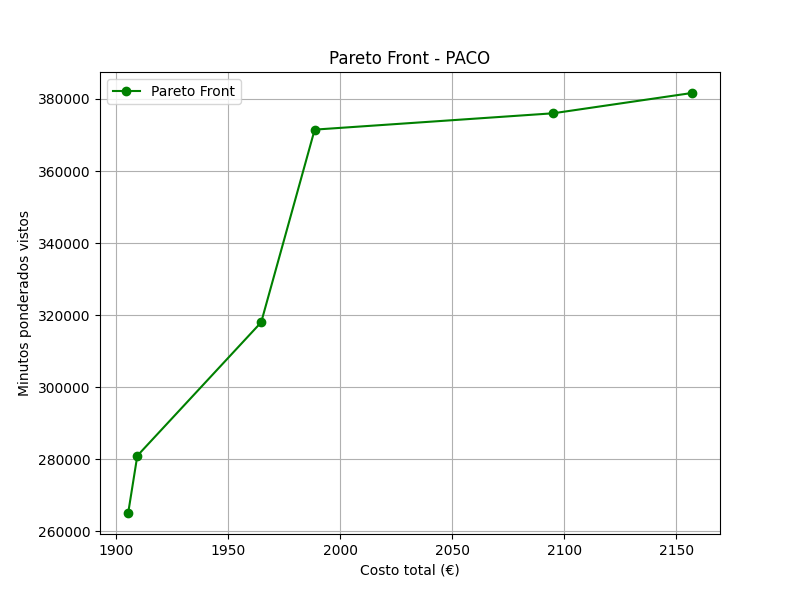 Pareto Front - PACO
Pareto Front
380000
360000
340000
320000
300000
280000
260000
Minutos ponderados vistos
1900 1950 2000 2050 2100 2150
Costo total (€)